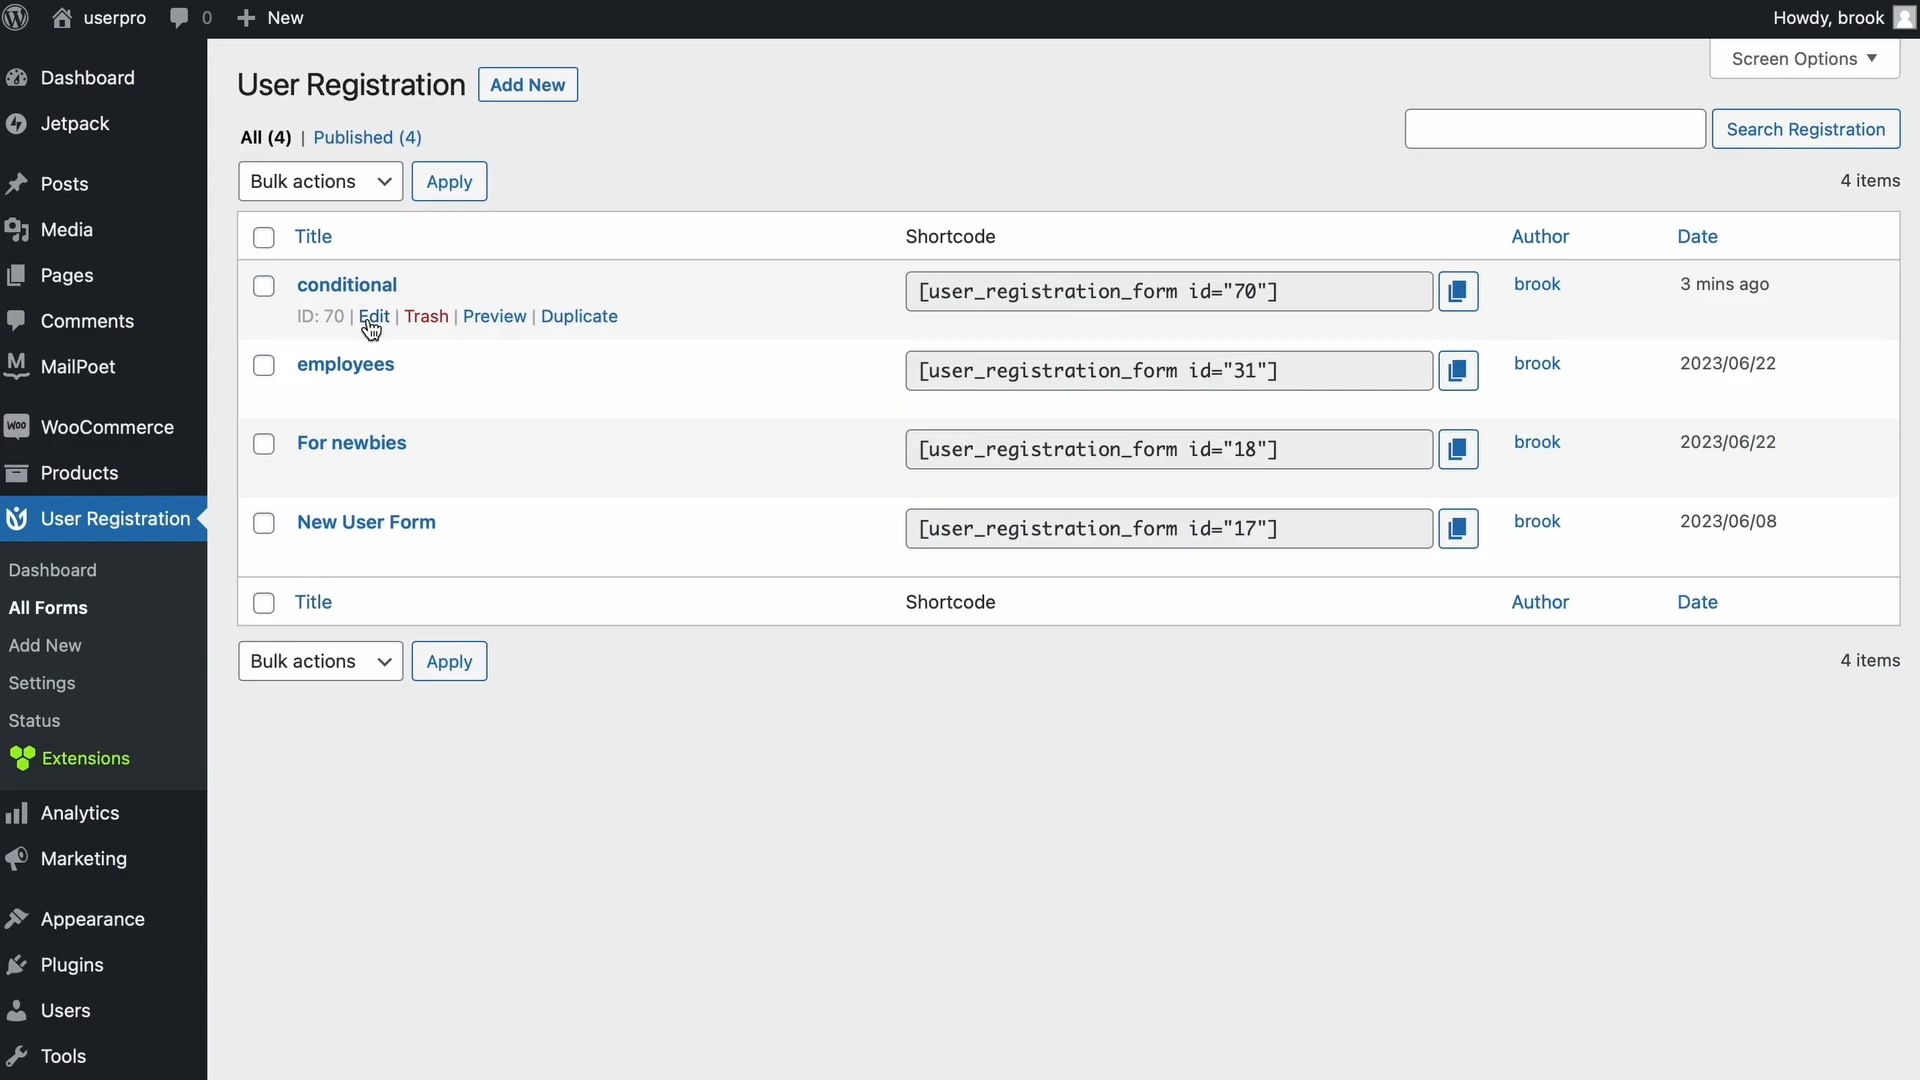 userpro 0 New Howdy, brook
Screen Options
Dashboard
Jetpack
Posts
Media
Pages
Comments
MailPoet
Woo WooCommerce
Products
User Registration
Dashboard
All Forms
Add New
Settings
Status
Extensions
Analytics
Marketing
Appearance
Plugins
Users
Tools
User Registration Add New
All (4) | Published (4)
Search Registration
Bulk actions Apply 4 items
Title Shortcode Author Date
conditional [user_registration_form id="70"] brook 3 mins ago
ID: 70 | Edit | Trash | Preview | Duplicate
employees [user_registration_form id="31"] brook 2023/06/22
For newbies [user_registration_form id="18"] brook 2023/06/22
New User Form [user_registration_form id="17"] brook 2023/06/08
Title Shortcode Author Date
Bulk actions Apply 4 items